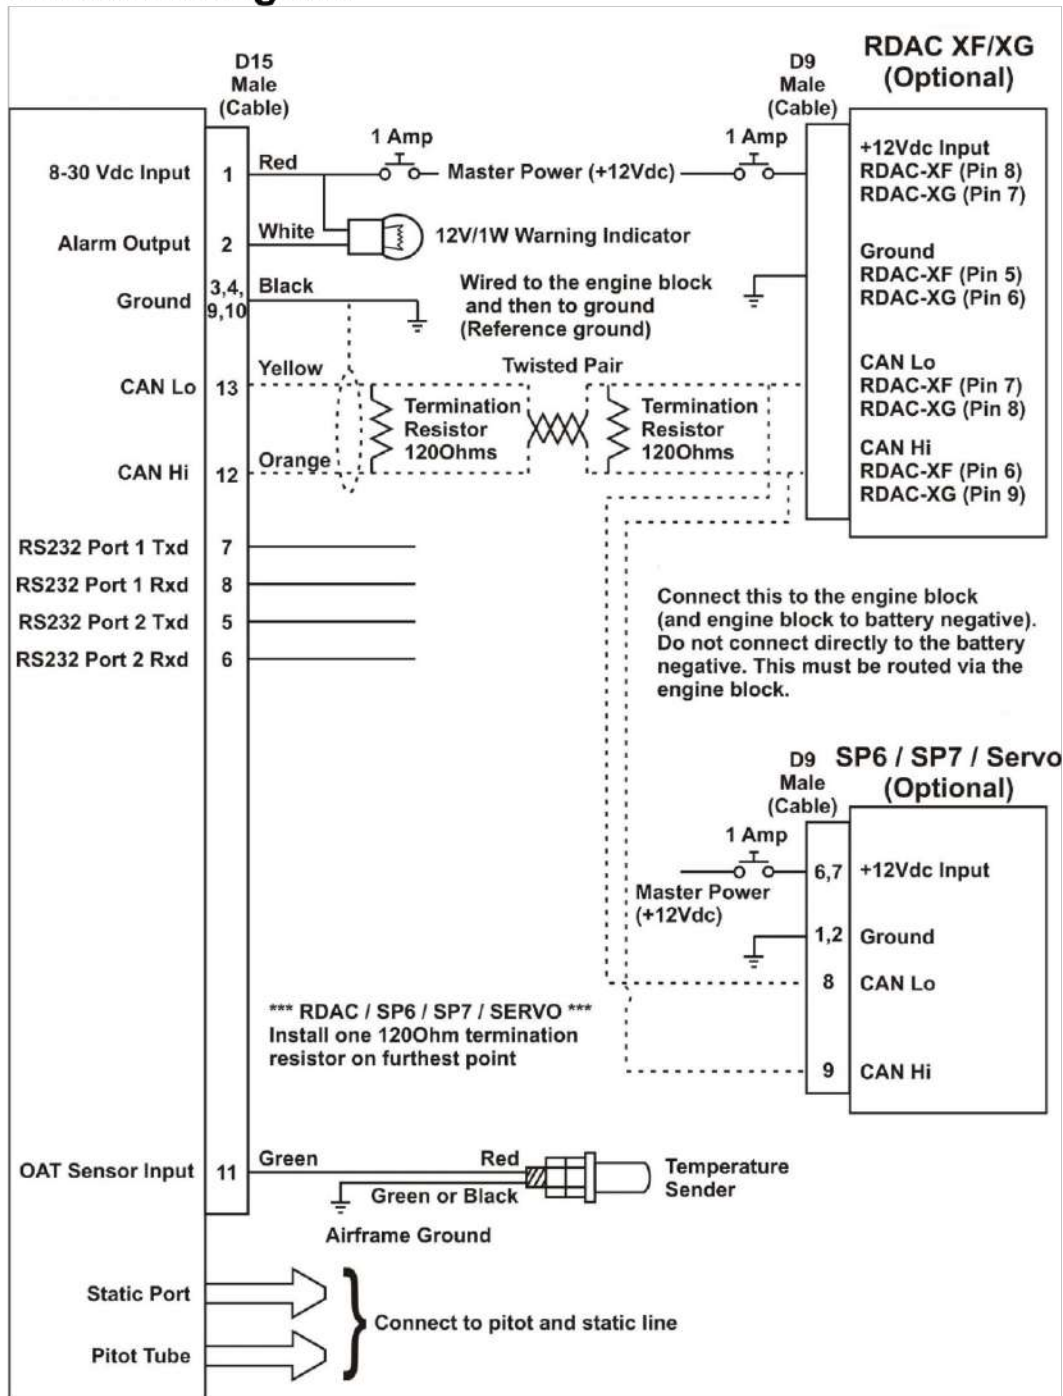 RDAC XF/XG
(Optional)
D15
Male
(Cable)
D9
Male
(Cable)
1 Amp
1 Amp
8-30 Vdc Input
1
Red
Master Power (+12Vdc)
+12Vdc Input
RDAC-XF (Pin 8)
RDAC-XG (Pin 7)
Alarm Output
2
White
12V/1W Warning Indicator
Ground
3,4,
9,10
Black
Wired to the engine block
and then to ground
(Reference ground)
Ground
RDAC-XF (Pin 5)
RDAC-XG (Pin 6)
CAN Lo
13
Yellow
Twisted Pair
Termination
Resistor
120Ohms
Termination
Resistor
120Ohms
CAN Lo
RDAC-XF (Pin 7)
RDAC-XG (Pin 8)
CAN Hi
12
Orange
CAN Hi
RDAC-XF (Pin 6)
RDAC-XG (Pin 9)
RS232 Port 1 Txd
7
RS232 Port 1 Rxd
8
RS232 Port 2 Txd
5
RS232 Port 2 Rxd
6
Connect this to the engine block
(and engine block to battery negative).
Do not connect directly to the battery
negative. This must be routed via the
engine block.
D9
Male
(Cable)
SP6 / SP7 / Servo
(Optional)
1 Amp
Master Power
(+12Vdc)
6,7
+12Vdc Input
1,2
Ground
8
CAN Lo
9
CAN Hi
*** RDAC / SP6 / SP7 / SERVO ***
Install one 120Ohm termination
resistor on furthest point
OAT Sensor Input
11
Green
Red
Green or Black
Temperature
Sender
Airframe Ground
Static Port
Pitot Tube
Connect to pitot and static line